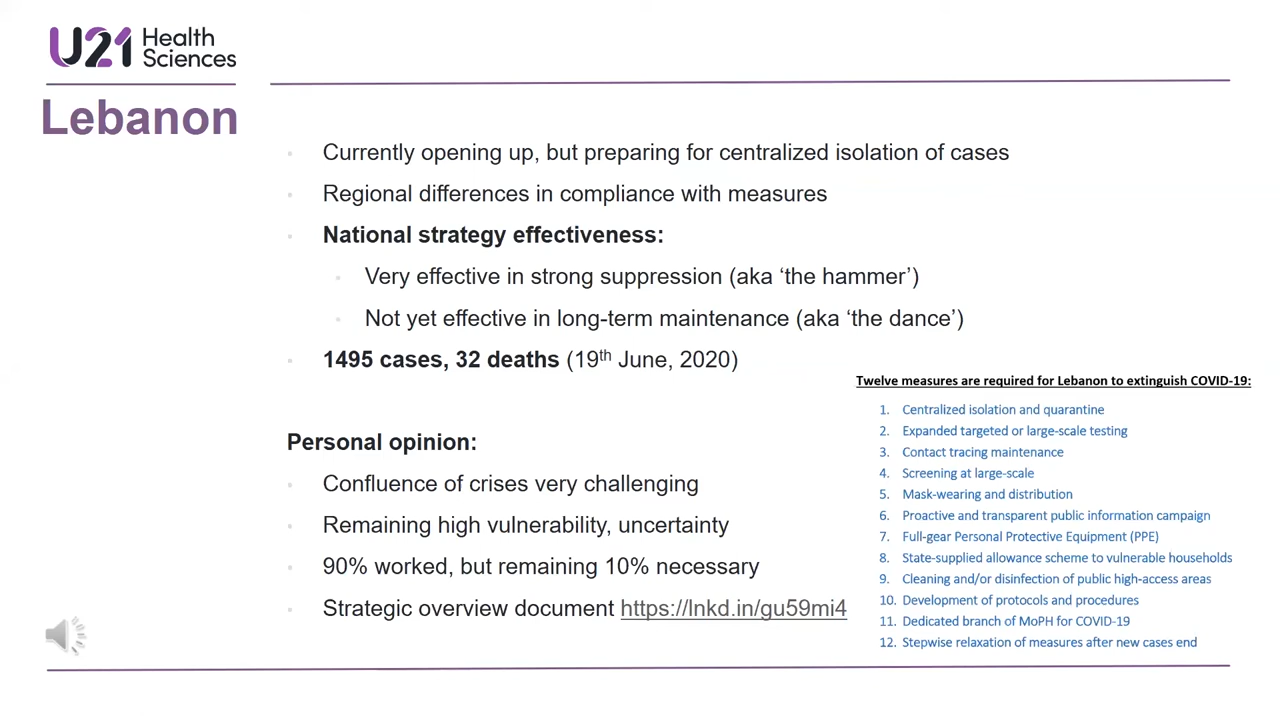 U21 Health
Sciences
Lebanon
Currently opening up, but preparing for centralized isolation of cases
Regional differences in compliance with measures
National strategy effectiveness:
Very effective in strong suppression (aka ‘the hammer’)
Not yet effective in long-term maintenance (aka ‘the dance’)
1495 cases, 32 deaths (19th June, 2020)
Personal opinion:
Confluence of crises very challenging
Remaining high vulnerability, uncertainty
90% worked, but remaining 10% necessary
Strategic overview document https://lnkd.in/gu59mi4
Twelve measures are required for Lebanon to extinguish COVID-19:
1. Centralized isolation and quarantine
2. Expanded targeted or large-scale testing
3. Contact tracing maintenance
4. Screening at large-scale
5. Mask-wearing and distribution
6. Proactive and transparent public information campaign
7. Full-gear Personal Protective Equipment (PPE)
8. State-supplied allowance scheme to vulnerable households
9. Cleaning and/or disinfection of public high-access areas
10. Development of protocols and procedures
11. Dedicated branch of MoPH for COVID-19
12. Stepwise relaxation of measures after new cases end